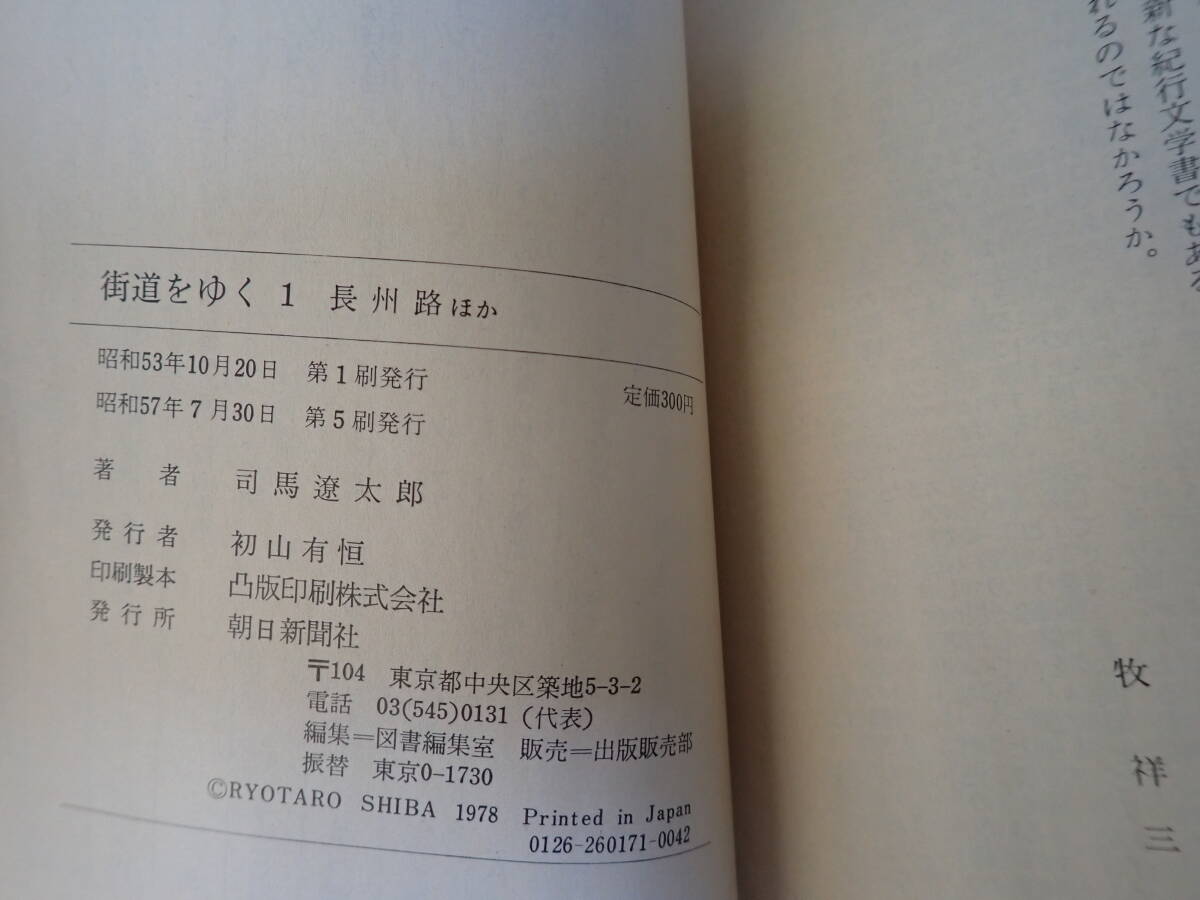 新な紀行文学書でもある
れるのではなかろうか。
牧祥三
街道をゆく 1 長州路ほか
昭和53年10月20日 第1刷発行
昭和57年7月30日 第5刷発行
定価300円
著者 司馬遼太郎
発行者 初山有恒
印刷製本 凸版印刷株式会社
発行所 朝日新聞社
〒104 東京都中央区築地5-3-2
電話 03(545)0131(代表)
編集=図書編集室 販売=出版販売部
振替 東京0-1730
©RYOTARO SHIBA 1978 Printed in Japan
0126-260171-0042